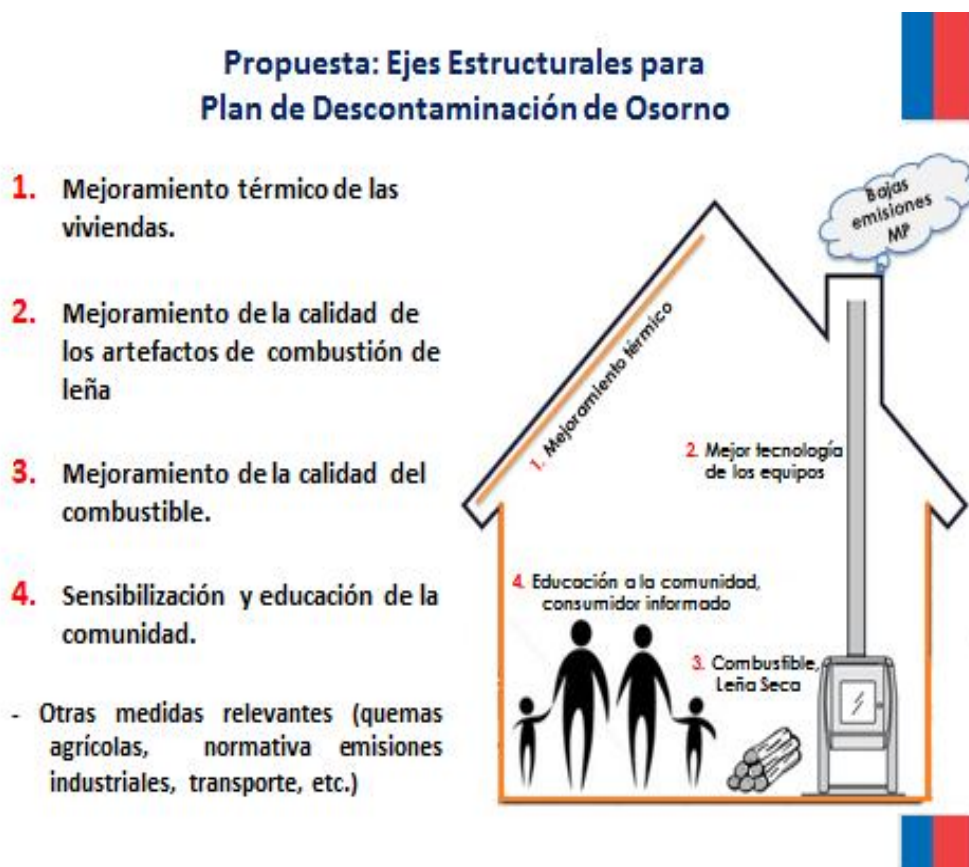 Propuesta: Ejes Estructurales para
Plan de Descontaminación de Osorno
1. Mejoramiento térmico de las
viviendas.
2. Mejoramiento de la calidad de
los artefactos de combustión de
leña
3. Mejoramiento de la calidad del
combustible.
4. Sensibilización y educación de la
comunidad.
- Otras medidas relevantes (quemas
agrícolas, normativa emisiones
industriales, transporte, etc.)
Bajas
emisiones
MP
1. Mejoramiento térmico
2. Mejor tecnología
de los equipos
4. Educación a la comunidad,
consumidor informado
3. Combustible,
Leña Seca